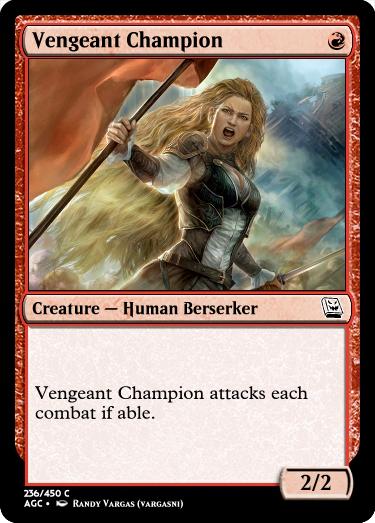 Vengeant Champion
Creature — Human Berserker
Vengeant Champion attacks each
combat if able.
2/2
236/450 C
AGC • Randy Vargas (vargasni)